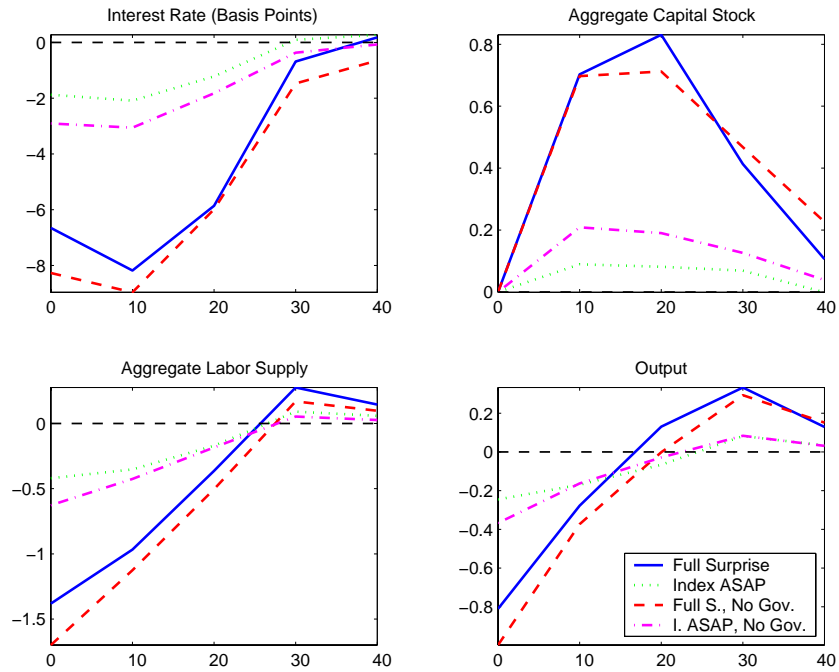 Interest Rate (Basis Points)
0
−2
−4
−6
−8
0 10 20 30 40
Aggregate Capital Stock
0.8
0.6
0.4
0.2
0
0 10 20 30 40
Aggregate Labor Supply
0
−0.5
−1
−1.5
0 10 20 30 40
Output
0.2
0
−0.2
−0.4
−0.6
−0.8
0 10 20 30 40
Full Surprise
Index ASAP
Full S., No Gov.
I. ASAP, No Gov.